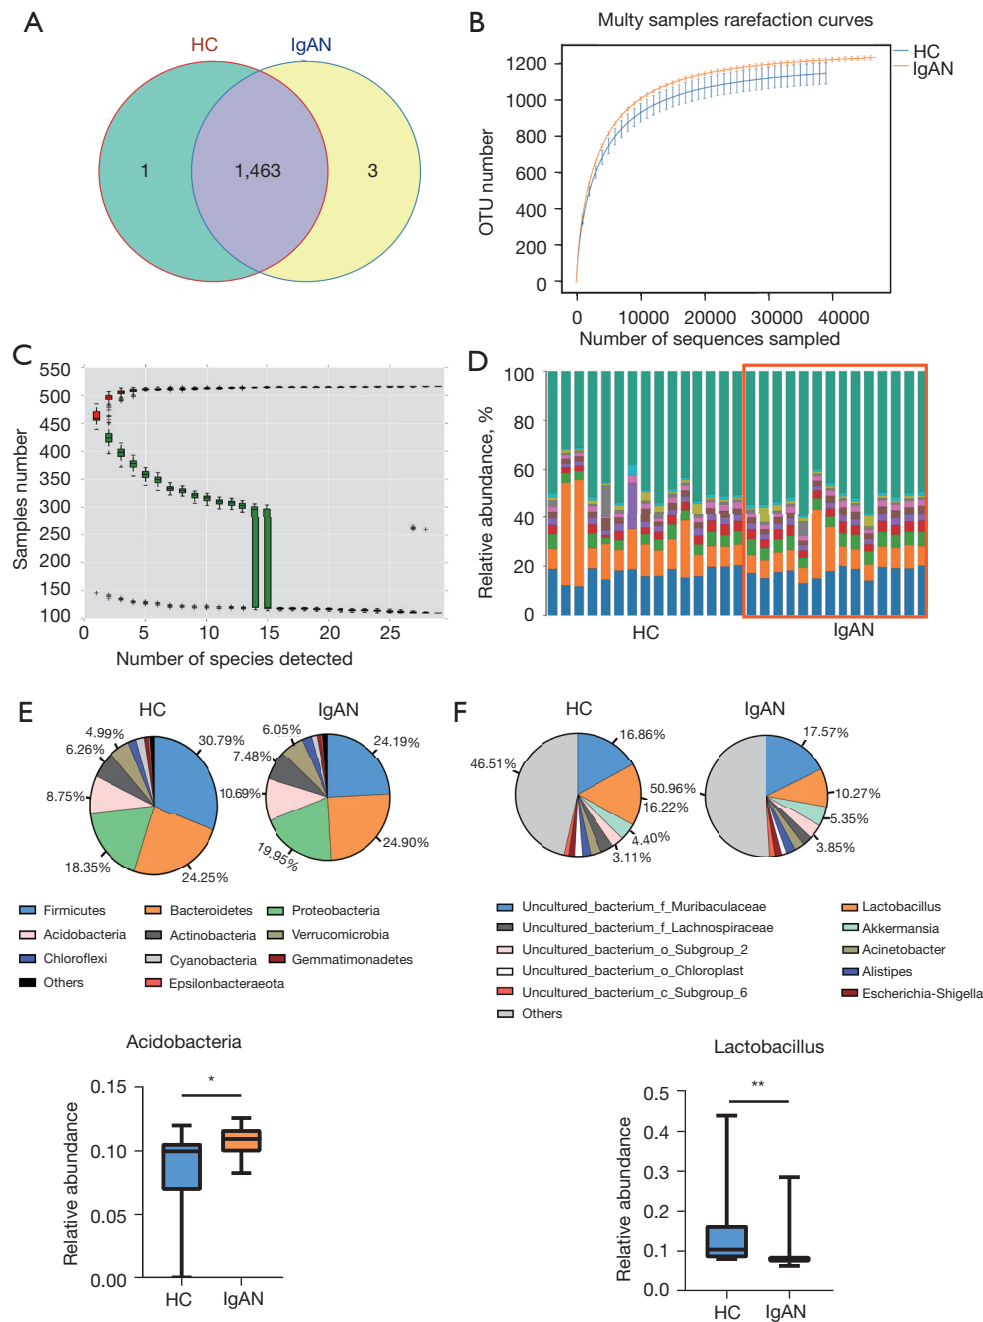 A
HC
IgAN
1
1,463
3
B
Multy samples rarefaction curves
HC
IgAN
1200
1000
800
600
400
200
0
OTU number
0
10000
20000
30000
40000
Number of sequences sampled
C
550
500
450
400
350
300
250
200
150
100
Samples number
0
5
10
15
20
25
Number of species detected
D
100
80
60
40
20
0
Relative abundance, %
HC
IgAN
E
HC
IgAN
4.99%
6.26%
8.75%
18.35%
24.25%
30.79%
6.05%
7.48%
10.69%
19.95%
24.90%
24.19%
Firmicutes
Bacteroidetes
Proteobacteria
Acidobacteria
Actinobacteria
Verrucomicrobia
Chloroflexi
Cyanobacteria
Gemmatimonadetes
Others
Epsilonbacteraeota
F
HC
IgAN
46.51%
16.86%
16.22%
4.40%
3.11%
50.96%
17.57%
10.27%
5.35%
3.85%
Uncultured_bacterium_f_Muribaculaceae
Lactobacillus
Uncultured_bacterium_f_Lachnospiraceae
Akkermansia
Uncultured_bacterium_o_Subgroup_2
Acinetobacter
Uncultured_bacterium_o_Chloroplast
Alistipes
Uncultured_bacterium_c_Subgroup_6
Escherichia-Shigella
Others
Acidobacteria
*
0.15
0.10
0.05
0.00
Relative abundance
HC
IgAN
Lactobacillus
**
0.5
0.4
0.3
0.2
0.1
0.0
Relative abundance
HC
IgAN